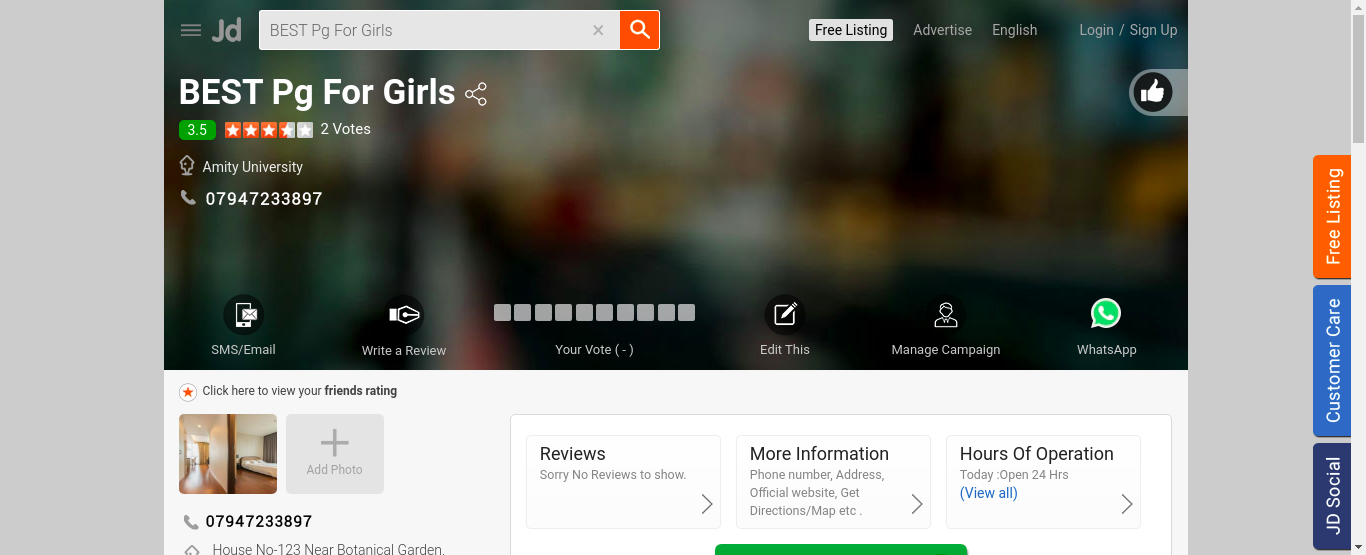 Jd
BEST Pg For Girls
Free Listing
Advertise
English
Login / Sign Up
BEST Pg For Girls
3.5
2 Votes
Amity University
07947233897
SMS/Email
Write a Review
Your Vote ( - )
Edit This
Manage Campaign
WhatsApp
Click here to view your friends rating
Add Photo
Reviews
Sorry No Reviews to show.
More Information
Phone number, Address,
Official website, Get
Directions/Map etc .
Hours Of Operation
Today :Open 24 Hrs
(View all)
07947233897
House No-123 Near Botanical Garden,
Free Listing
Customer Care
JD Social